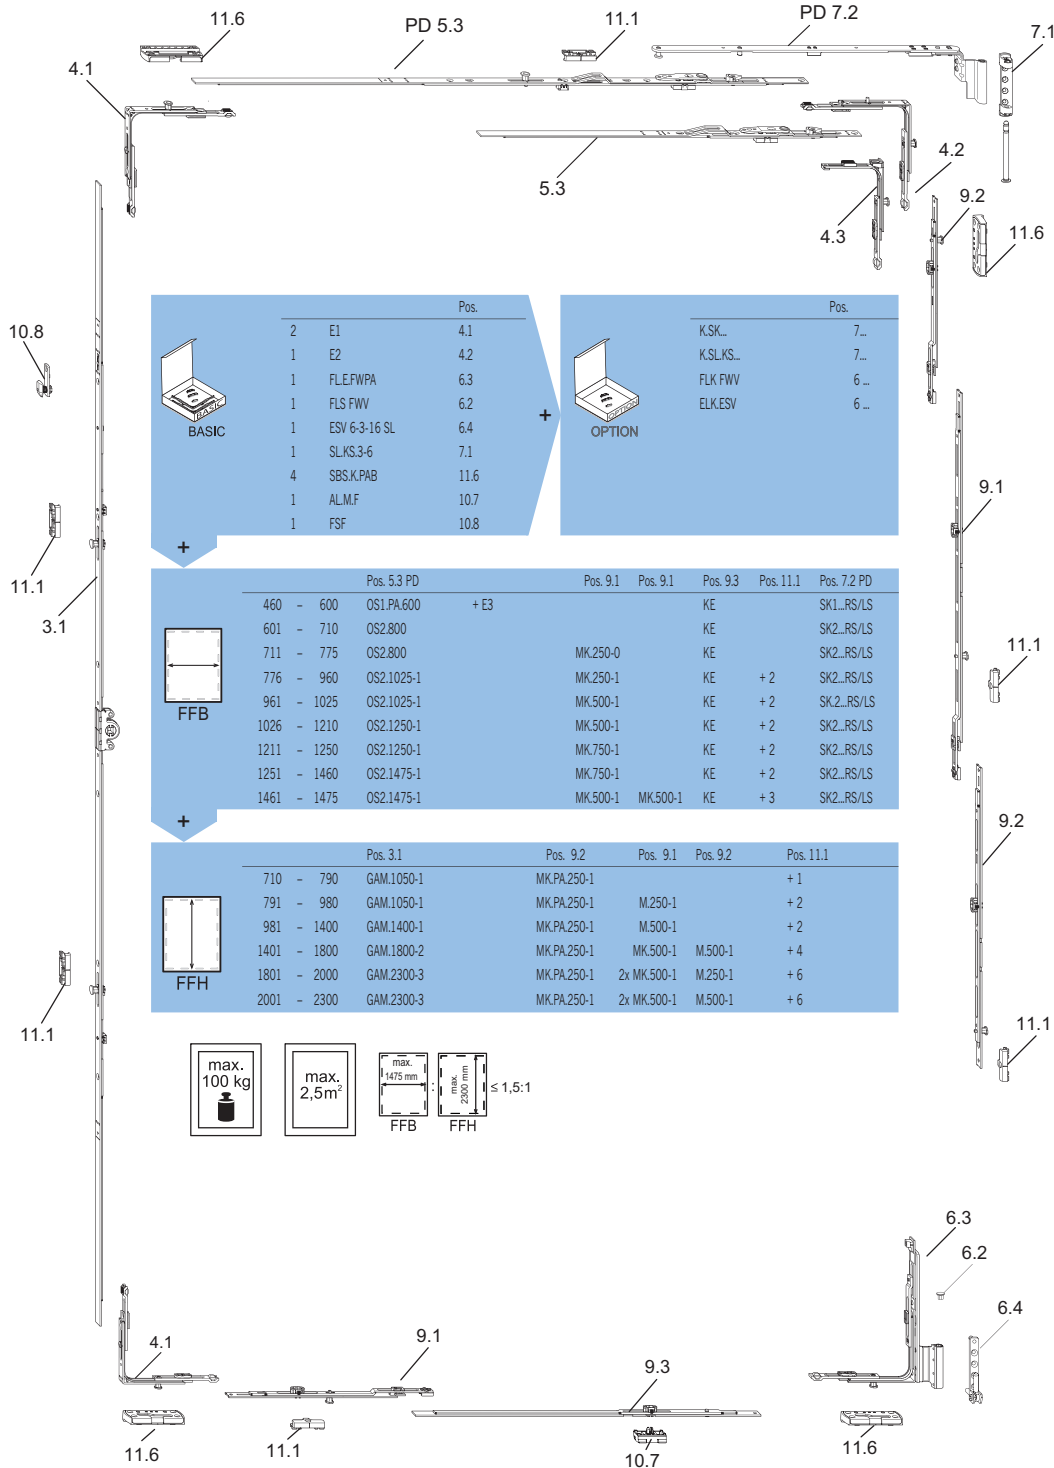 11.6
PD 5.3
11.1
PD 7.2
7.1
4.1
5.3
4.2
4.3
9.2
11.6
10.8
Pos.
2 E1 4.1
1 E2 4.2
1 FL.E.FWPA 6.3
1 FLS FWV 6.2
1 ESV 6-3-16 SL 6.4
1 SL.KS.3-6 7.1
4 SBS.K.PAB 11.6
1 AL.M.F 10.7
1 FSF 10.8
BASIC
BASIC
+
Pos.
K.SK... 7...
K.SL.KS... 7...
FLK FWV 6 ...
ELK.ESV 6 ...
OPTION
OPTION
+
9.1
11.1
3.1
Pos. 5.3 PD Pos. 9.1 Pos. 9.1 Pos. 9.3 Pos. 11.1 Pos. 7.2 PD
460 – 600 OS1.PA.600 + E3 KE SK1...RS/LS
601 – 710 OS2.800 KE SK2...RS/LS
711 – 775 OS2.800 MK.250-0 KE SK2...RS/LS
776 – 960 OS2.1025-1 MK.250-1 KE + 2 SK2...RS/LS
961 – 1025 OS2.1025-1 MK.500-1 KE + 2 SK.2...RS/LS
1026 – 1210 OS2.1250-1 MK.500-1 KE + 2 SK2...RS/LS
1211 – 1250 OS2.1250-1 MK.750-1 KE + 2 SK2...RS/LS
1251 – 1460 OS2.1475-1 MK.750-1 KE + 2 SK2...RS/LS
1461 – 1475 OS2.1475-1 MK.500-1 MK.500-1 KE + 3 SK2...RS/LS
FFB
+
11.1
9.2
Pos. 3.1 Pos. 9.2 Pos. 9.1 Pos. 9.2 Pos. 11.1
710 – 790 GAM.1050-1 MK.PA.250-1 + 1
791 – 980 GAM.1050-1 MK.PA.250-1 M.250-1 + 2
981 – 1400 GAM.1400-1 MK.PA.250-1 M.500-1 + 2
1401 – 1800 GAM.1800-2 MK.PA.250-1 MK.500-1 M.500-1 + 4
1801 – 2000 GAM.2300-3 MK.PA.250-1 2x MK.500-1 M.250-1 + 6
2001 – 2300 GAM.2300-3 MK.PA.250-1 2x MK.500-1 M.500-1 + 6
FFH
11.1
11.1
max.
100 kg
max.
2,5m²
max.
1475 mm
FFB
:
max.
2300 mm
FFH
≤ 1,5:1
6.3
6.2
6.4
4.1
9.1
9.3
11.6
11.1
10.7
11.6